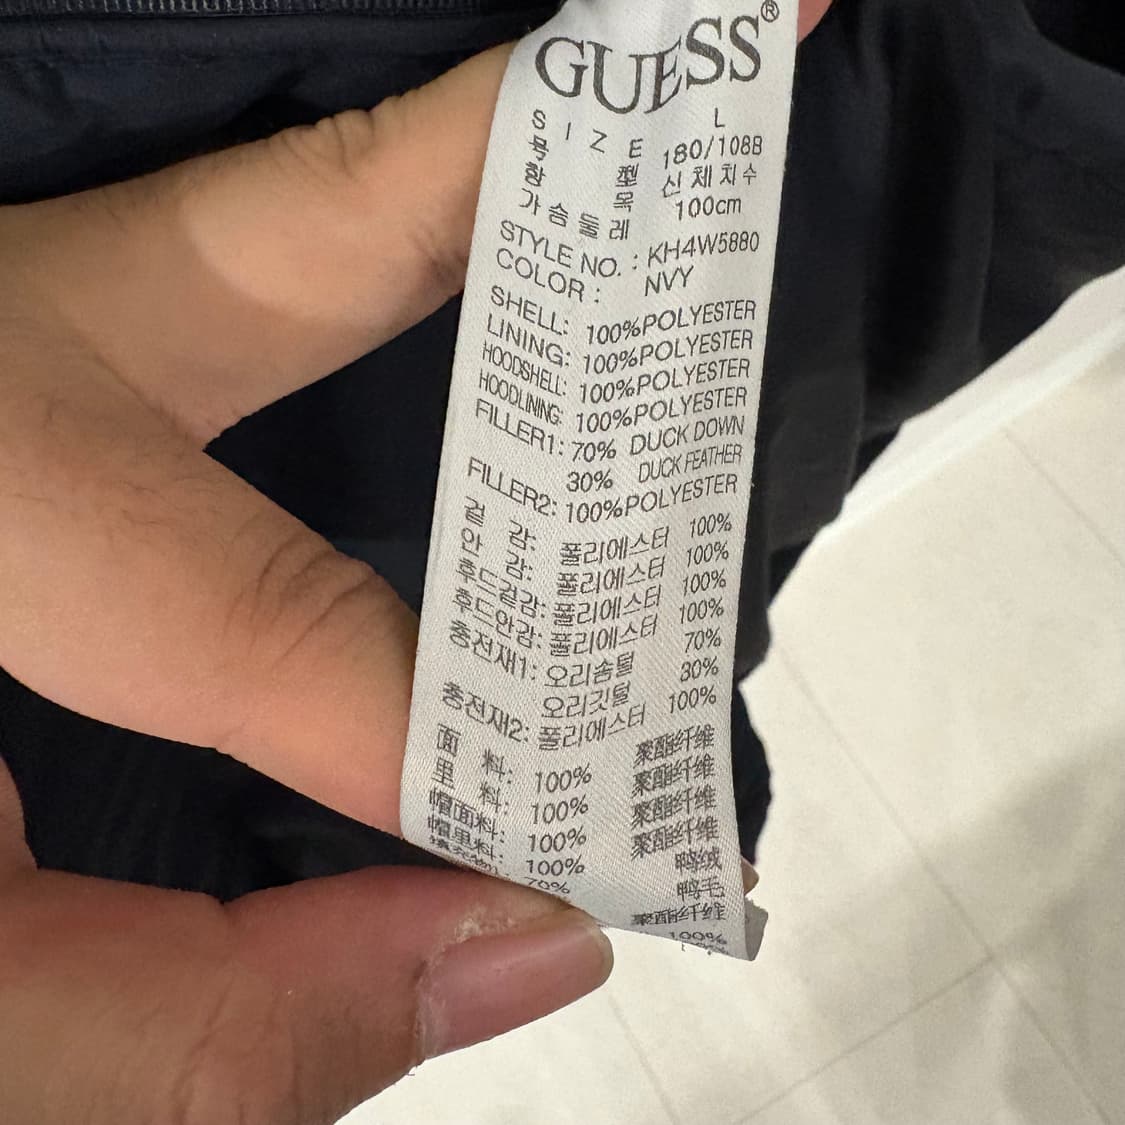 GUESS®
SIZE L
号 型 180/108B
항 목 신체치수
가슴둘레 100cm
STYLE NO. : KH4W5880
COLOR : NVY
SHELL: 100%POLYESTER
LINING: 100%POLYESTER
HOODSHELL: 100%POLYESTER
HOODLINING: 100%POLYESTER
FILLER1: 70% DUCK DOWN
30% DUCK FEATHER
FILLER2: 100%POLYESTER
겉 감: 폴리에스터 100%
안 감: 폴리에스터 100%
후드겉감: 폴리에스터 100%
후드안감: 폴리에스터 100%
충전재1: 오리솜털 70%
오리깃털 30%
충전재2: 폴리에스터 100%
面 料: 100% 聚酯纤维
里 料: 100% 聚酯纤维
帽面料: 100% 聚酯纤维
帽里料: 100% 聚酯纤维
70% 鸭绒
鸭毛
聚酯纤维
100%